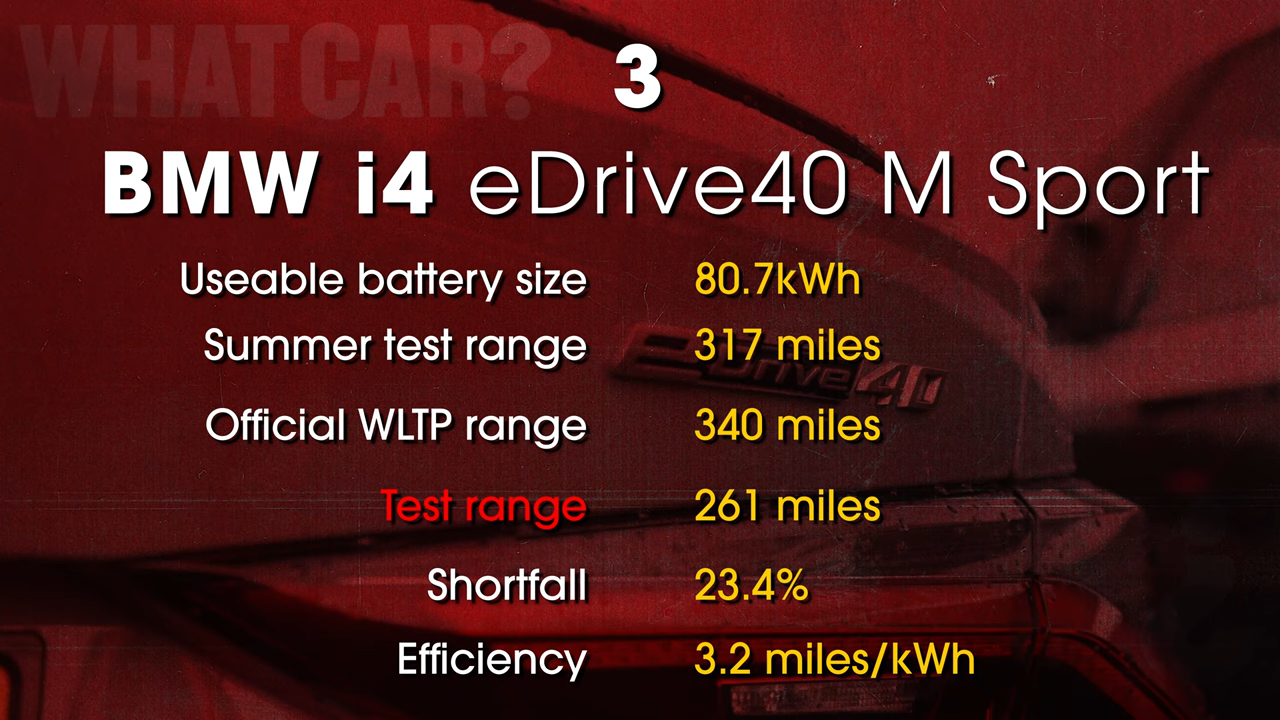 WHAT CAR?
3
BMW i4 eDrive40 M Sport
Useable battery size 80.7kWh
Summer test range 317 miles
eDrive40
Official WLTP range 340 miles
Test range 261 miles
Shortfall 23.4%
Efficiency 3.2 miles/kWh